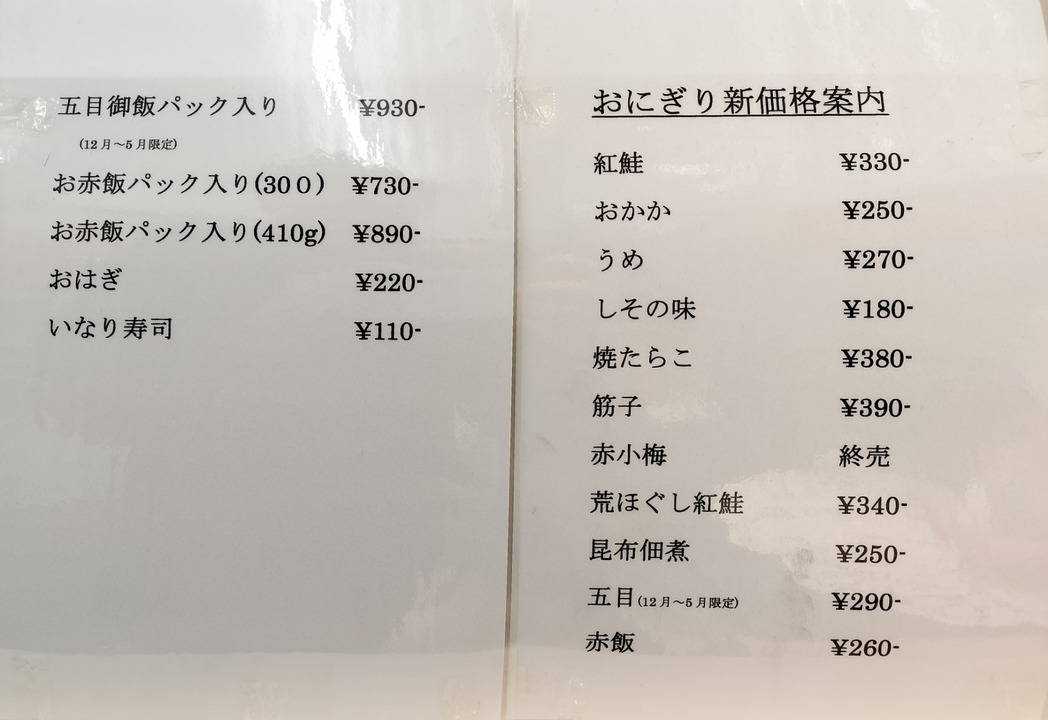 五目御飯パック入り ¥930-
(12月～5月限定)
お赤飯パック入り(30０) ¥730-
お赤飯パック入り(410g) ¥890-
おはぎ ¥220-
いなり寿司 ¥110-
おにぎり新価格案内
紅鮭 ¥330-
おかか ¥250-
うめ ¥270-
しその味 ¥180-
焼たらこ ¥380-
筋子 ¥390-
赤小梅 終売
荒ほぐし紅鮭 ¥340-
昆布佃煮 ¥250-
五目(12月～5月限定) ¥290-
赤飯 ¥260-